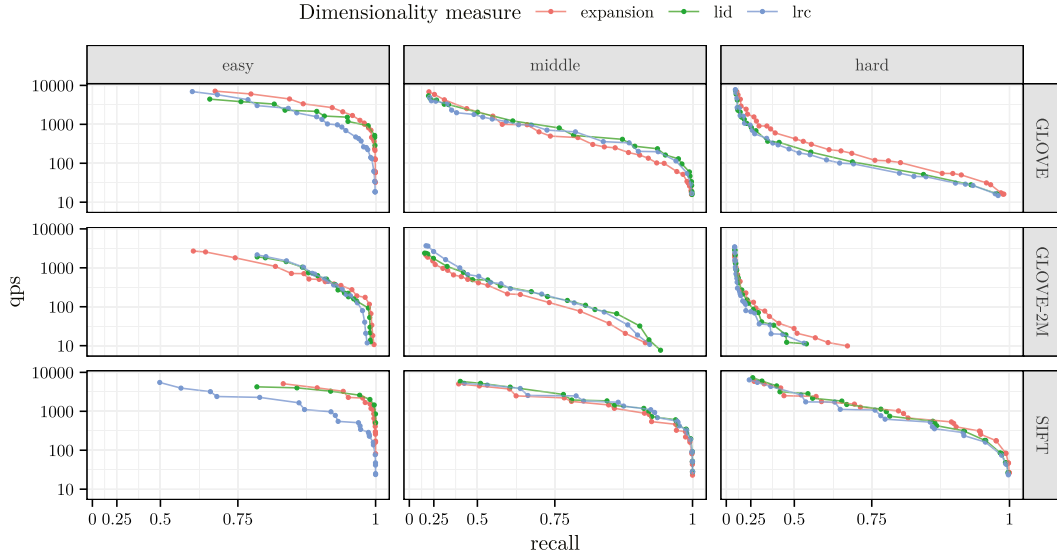 Dimensionality measure expansion lid lrc
easy middle hard
10000
1000
100
10
GLOVE
10000
1000
100
10
GLOVE-2M
10000
1000
100
10
SIFT
qps
0 0.25 0.5 0.75 1 0 0.25 0.5 0.75 1 0 0.25 0.5 0.75 1
recall